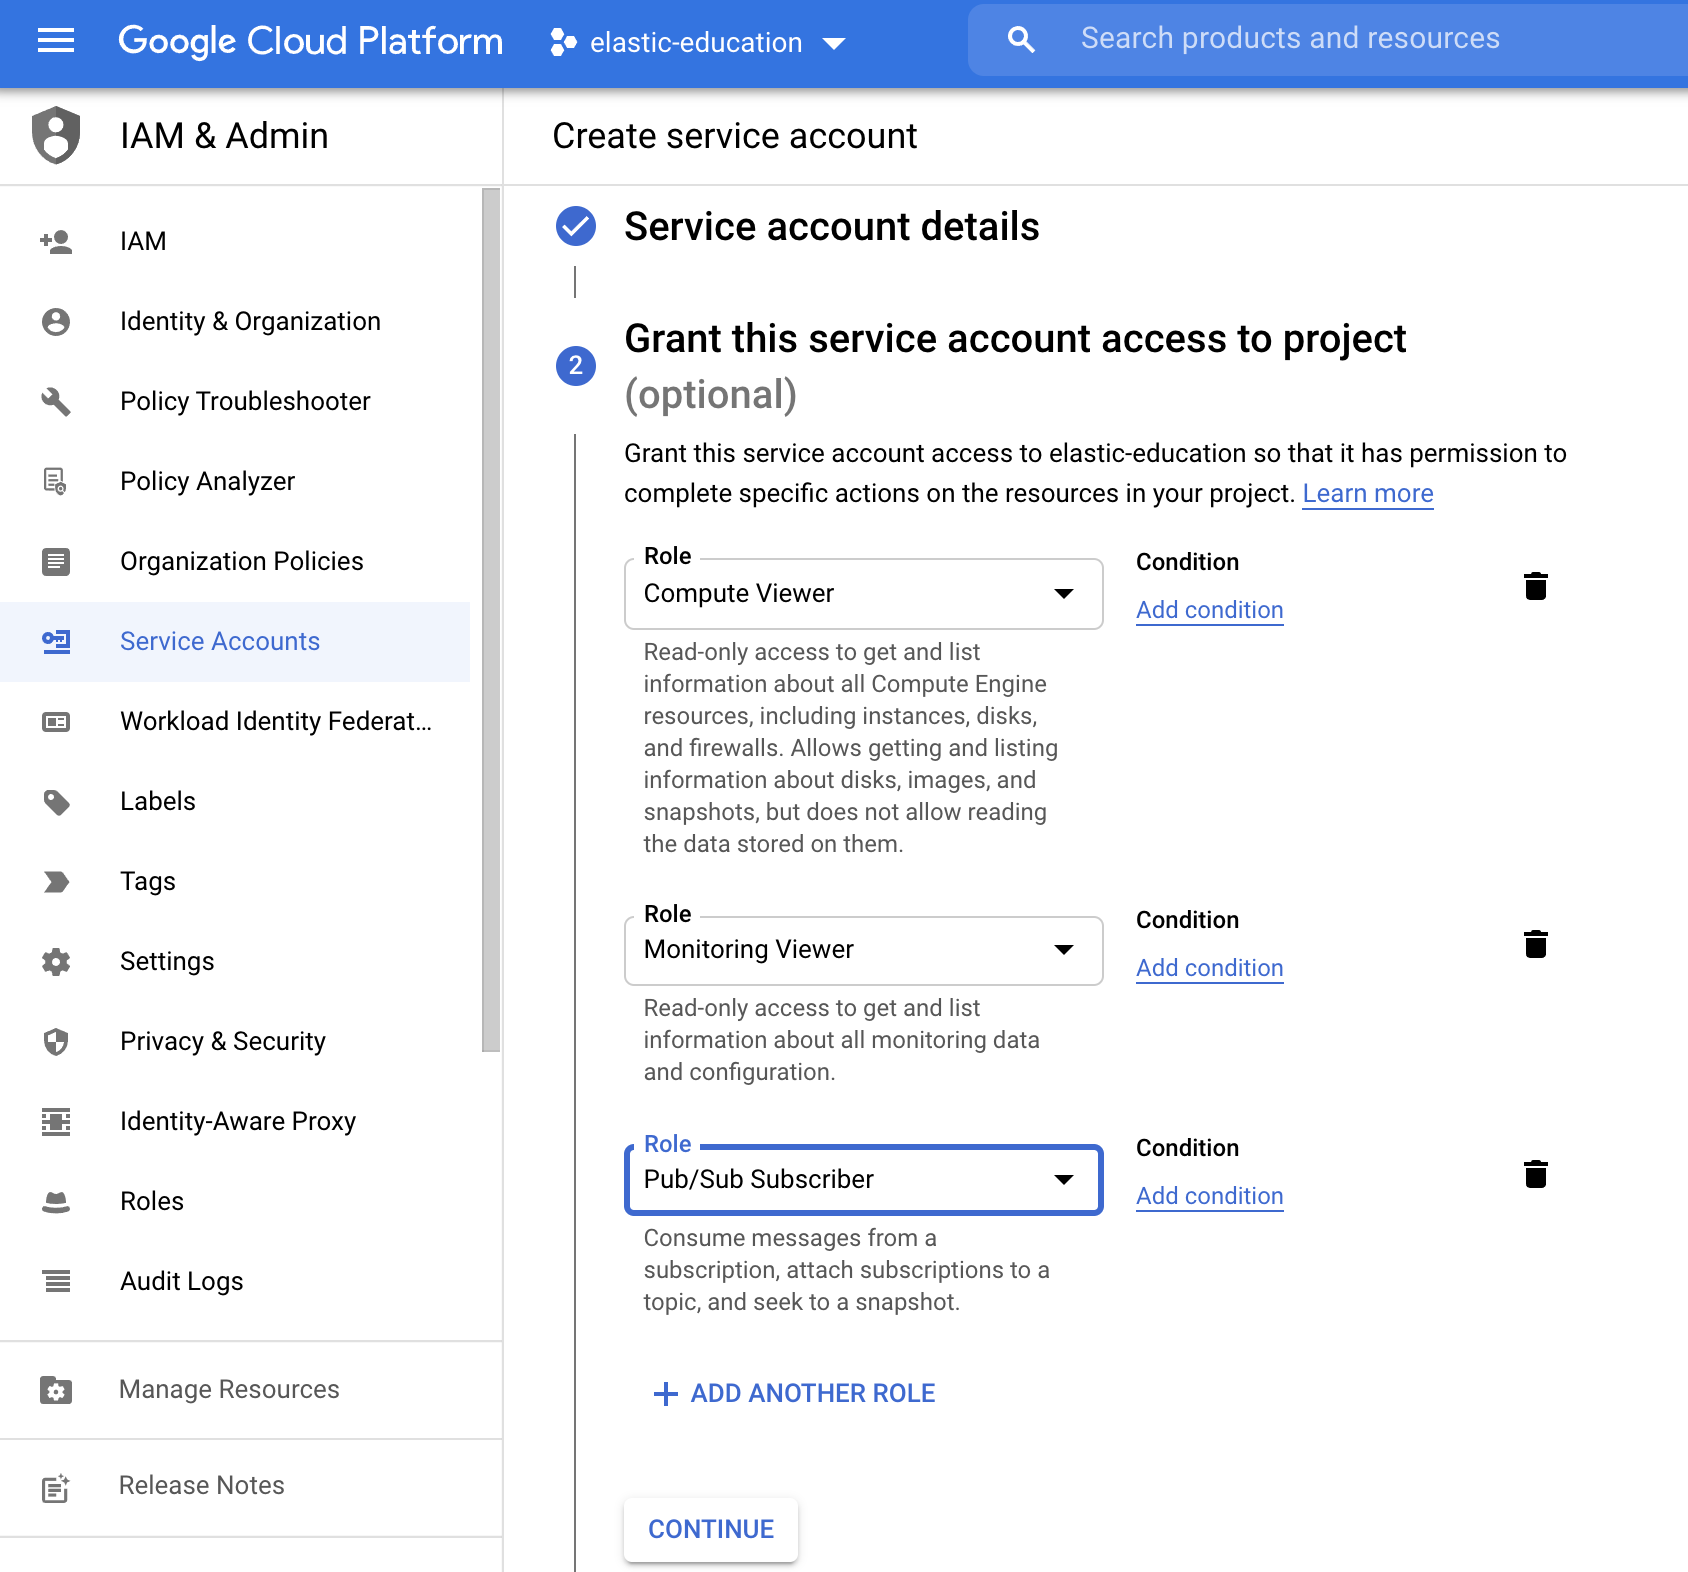 Google Cloud Platform
elastic-education
Search products and resources
IAM & Admin
IAM
Identity & Organization
Policy Troubleshooter
Policy Analyzer
Organization Policies
Service Accounts
Workload Identity Federat...
Labels
Tags
Settings
Privacy & Security
Identity-Aware Proxy
Roles
Audit Logs
Manage Resources
Release Notes
Create service account
Service account details
2
Grant this service account access to project
(optional)
Grant this service account access to elastic-education so that it has permission to
complete specific actions on the resources in your project. Learn more
Role
Compute Viewer
Condition
Add condition
Read-only access to get and list
information about all Compute Engine
resources, including instances, disks,
and firewalls. Allows getting and listing
information about disks, images, and
snapshots, but does not allow reading
the data stored on them.
Role
Monitoring Viewer
Condition
Add condition
Read-only access to get and list
information about all monitoring data
and configuration.
Role
Pub/Sub Subscriber
Condition
Add condition
Consume messages from a
subscription, attach subscriptions to a
topic, and seek to a snapshot.
ADD ANOTHER ROLE
CONTINUE